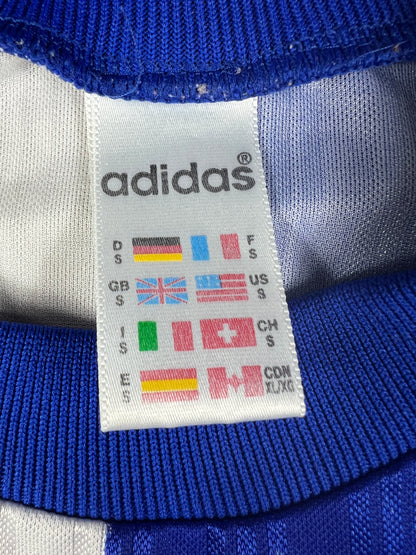 adidas®
D F
S S
GB US
S S
I CH
S S
E CDN
S XL/XG